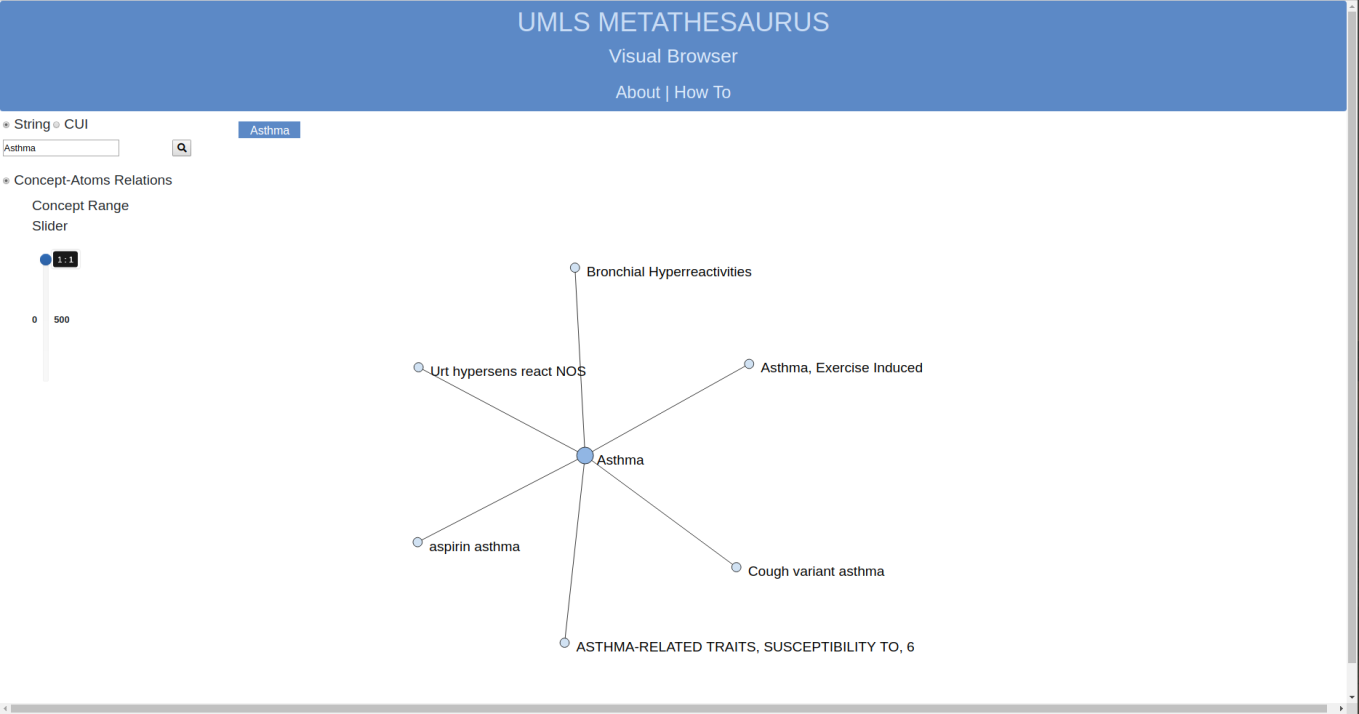 UMLS METATHESAURUS
Visual Browser
About | How To
String CUI
Asthma
Asthma
Concept-Atoms Relations
Concept Range
Slider
1 : 1
0 500
Bronchial Hyperreactivities
Urt hypersens react NOS
Asthma, Exercise Induced
Asthma
aspirin asthma
Cough variant asthma
ASTHMA-RELATED TRAITS, SUSCEPTIBILITY TO, 6